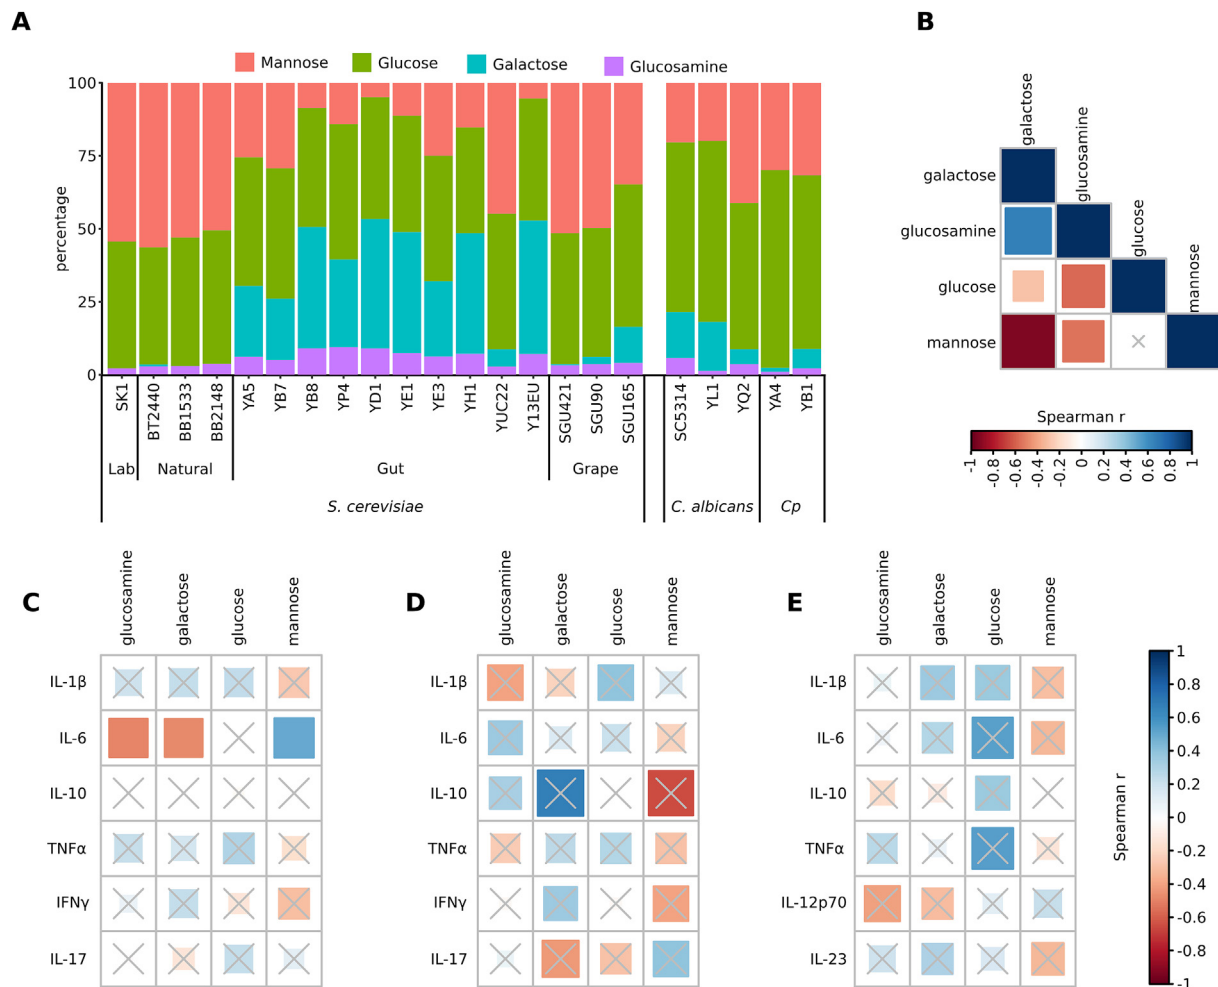 A
B
Mannose Glucose Galactose Glucosamine
percentage
100
75
50
25
0
SK1 BT2440 BB1533 BB2148 YA5 YB7 YB8 YP4 YD1 YE1 YE3 YH1 YUC22 Y13EU SGU421 SGU90 SGU165 SC5314 YL1 YQ2 YA4 YB1
Lab Natural Gut Grape
S. cerevisiae C. albicans Cp
galactose glucosamine glucose mannose
galactose
glucosamine
glucose
mannose
Spearman r
-1 -0.8 -0.6 -0.4 -0.2 0 0.2 0.4 0.6 0.8 1
C
glucosamine galactose glucose mannose
IL-1β
IL-6
IL-10
TNFα
IFNγ
IL-17
D
glucosamine galactose glucose mannose
IL-1β
IL-6
IL-10
TNFα
IFNγ
IL-17
E
glucosamine galactose glucose mannose
IL-1β
IL-6
IL-10
TNFα
IL-12p70
IL-23
Spearman r
1
0.8
0.6
0.4
0.2
0
-0.2
-0.4
-0.6
-0.8
-1